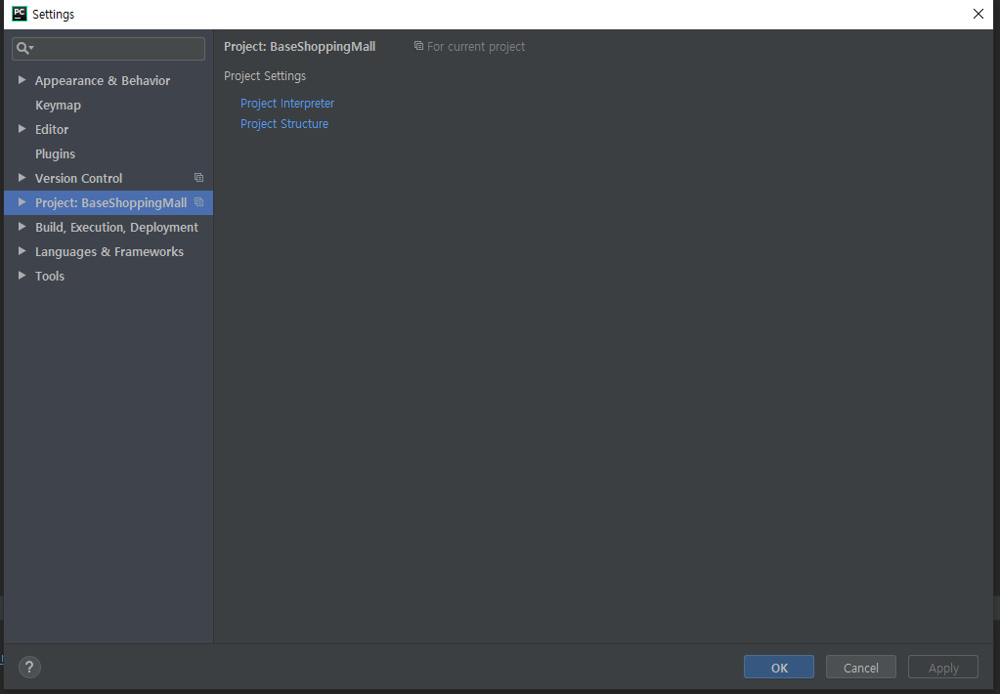 PC Settings
Appearance & Behavior
Keymap
Editor
Plugins
Version Control
Project: BaseShoppingMall
Build, Execution, Deployment
Languages & Frameworks
Tools
Project: BaseShoppingMall For current project
Project Settings
Project Interpreter
Project Structure
? OK Cancel Apply